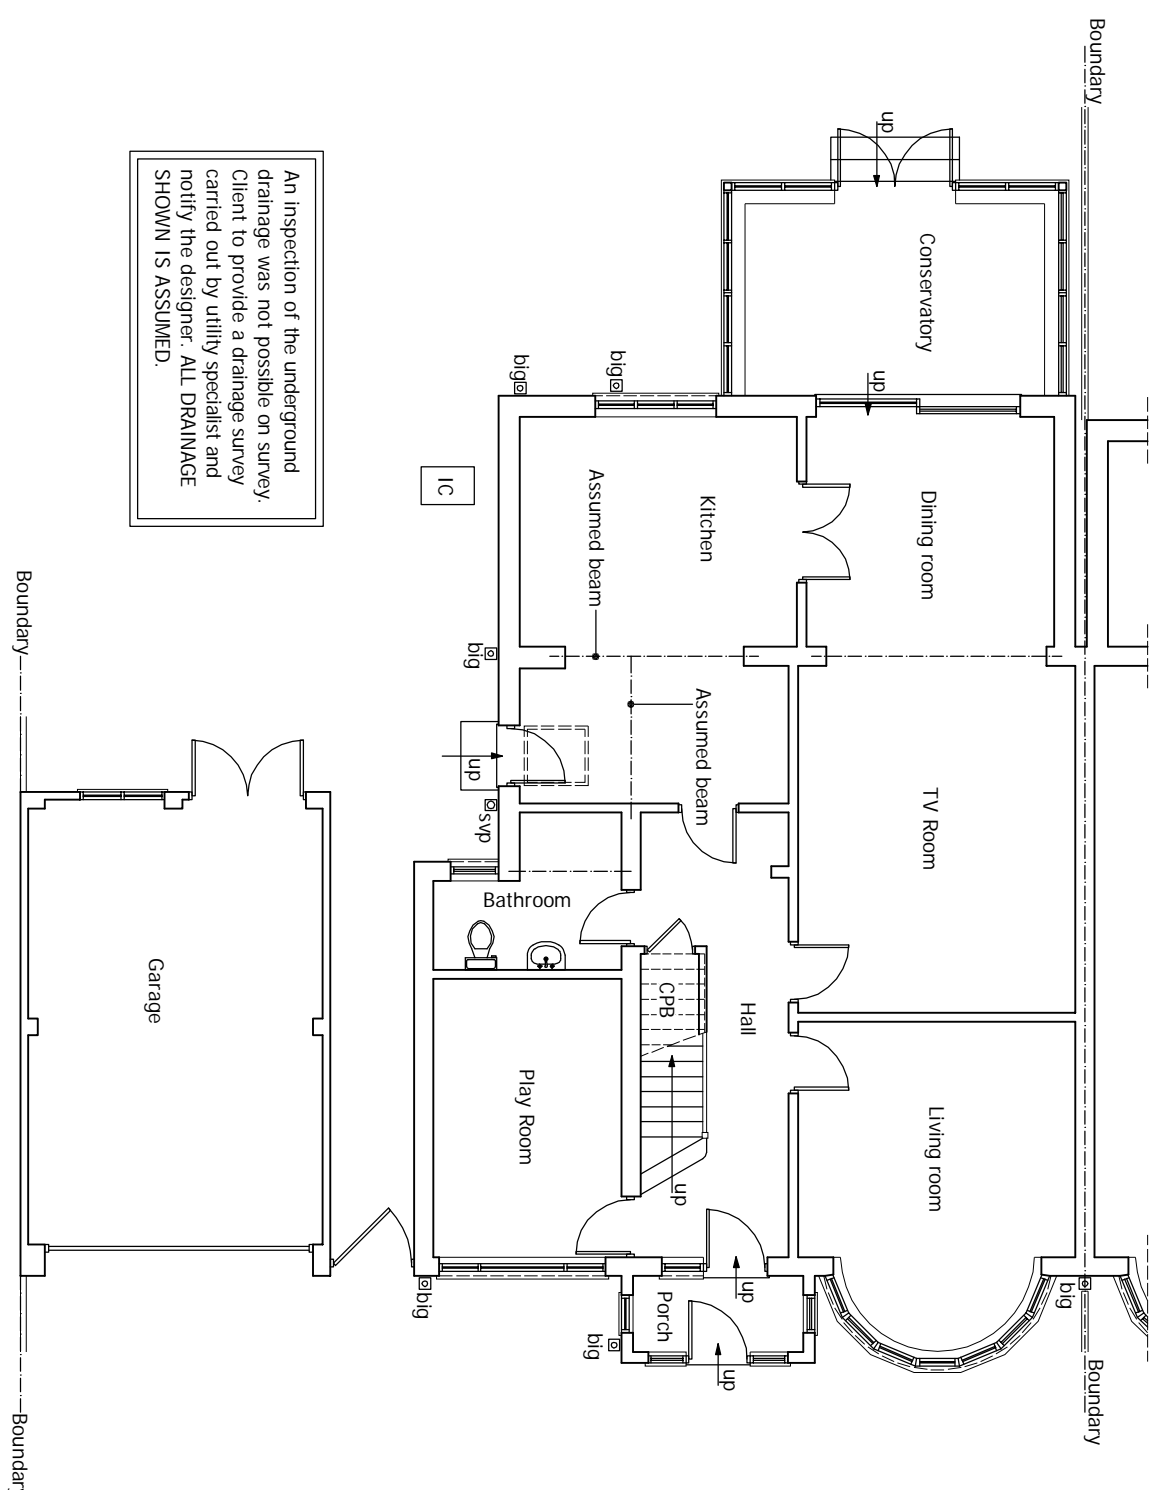 Boundary
up
Conservatory
An inspection of the underground
drainage was not possible on survey.
Client to provide a drainage survey
carried out by utility specialist and
notify the designer. ALL DRAINAGE
SHOWN IS ASSUMED.
up
big
big
IC
Kitchen
Dining room
Assumed beam
Boundary
big
Assumed beam
up
TV Room
svp
Bathroom
Garage
CPB
Hall
Play Room
Living room
up
up
big
Porch
big
big
up
Boundary
Boundary